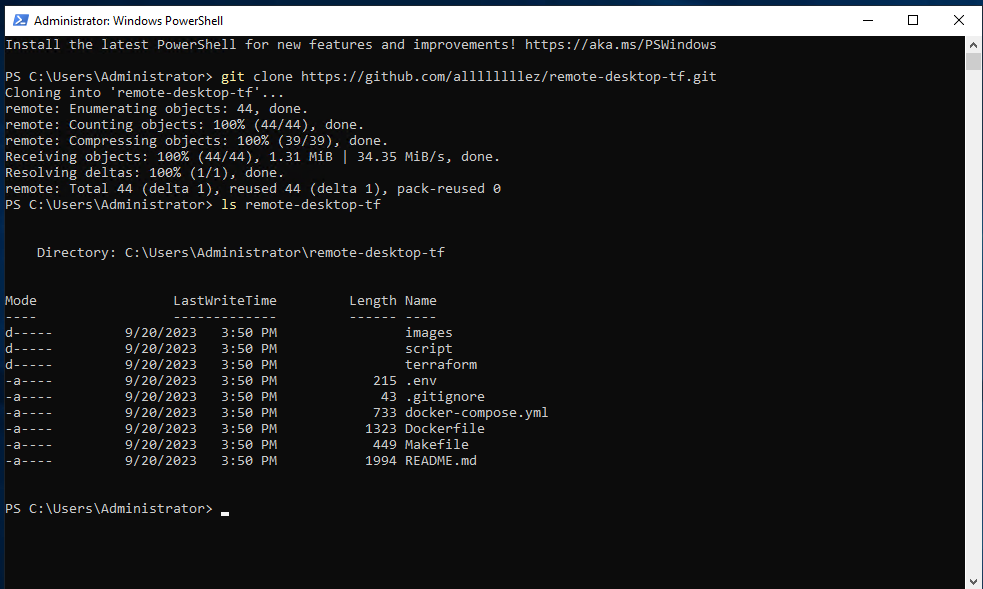 Administrator: Windows PowerShell
Install the latest PowerShell for new features and improvements! https://aka.ms/PSWindows
PS C:\Users\Administrator> git clone https://github.com/allllllllez/remote-desktop-tf.git
Cloning into 'remote-desktop-tf'...
remote: Enumerating objects: 44, done.
remote: Counting objects: 100% (44/44), done.
remote: Compressing objects: 100% (39/39), done.
Receiving objects: 100% (44/44), 1.31 MiB | 34.35 MiB/s, done.
Resolving deltas: 100% (1/1), done.
remote: Total 44 (delta 1), reused 44 (delta 1), pack-reused 0
PS C:\Users\Administrator> ls remote-desktop-tf
Directory: C:\Users\Administrator\remote-desktop-tf
Mode LastWriteTime Length Name
---- ------------- ------ ----
d----- 9/20/2023 3:50 PM images
d----- 9/20/2023 3:50 PM script
d----- 9/20/2023 3:50 PM terraform
-a---- 9/20/2023 3:50 PM 215 .env
-a---- 9/20/2023 3:50 PM 43 .gitignore
-a---- 9/20/2023 3:50 PM 733 docker-compose.yml
-a---- 9/20/2023 3:50 PM 1323 Dockerfile
-a---- 9/20/2023 3:50 PM 449 Makefile
-a---- 9/20/2023 3:50 PM 1994 README.md
PS C:\Users\Administrator>